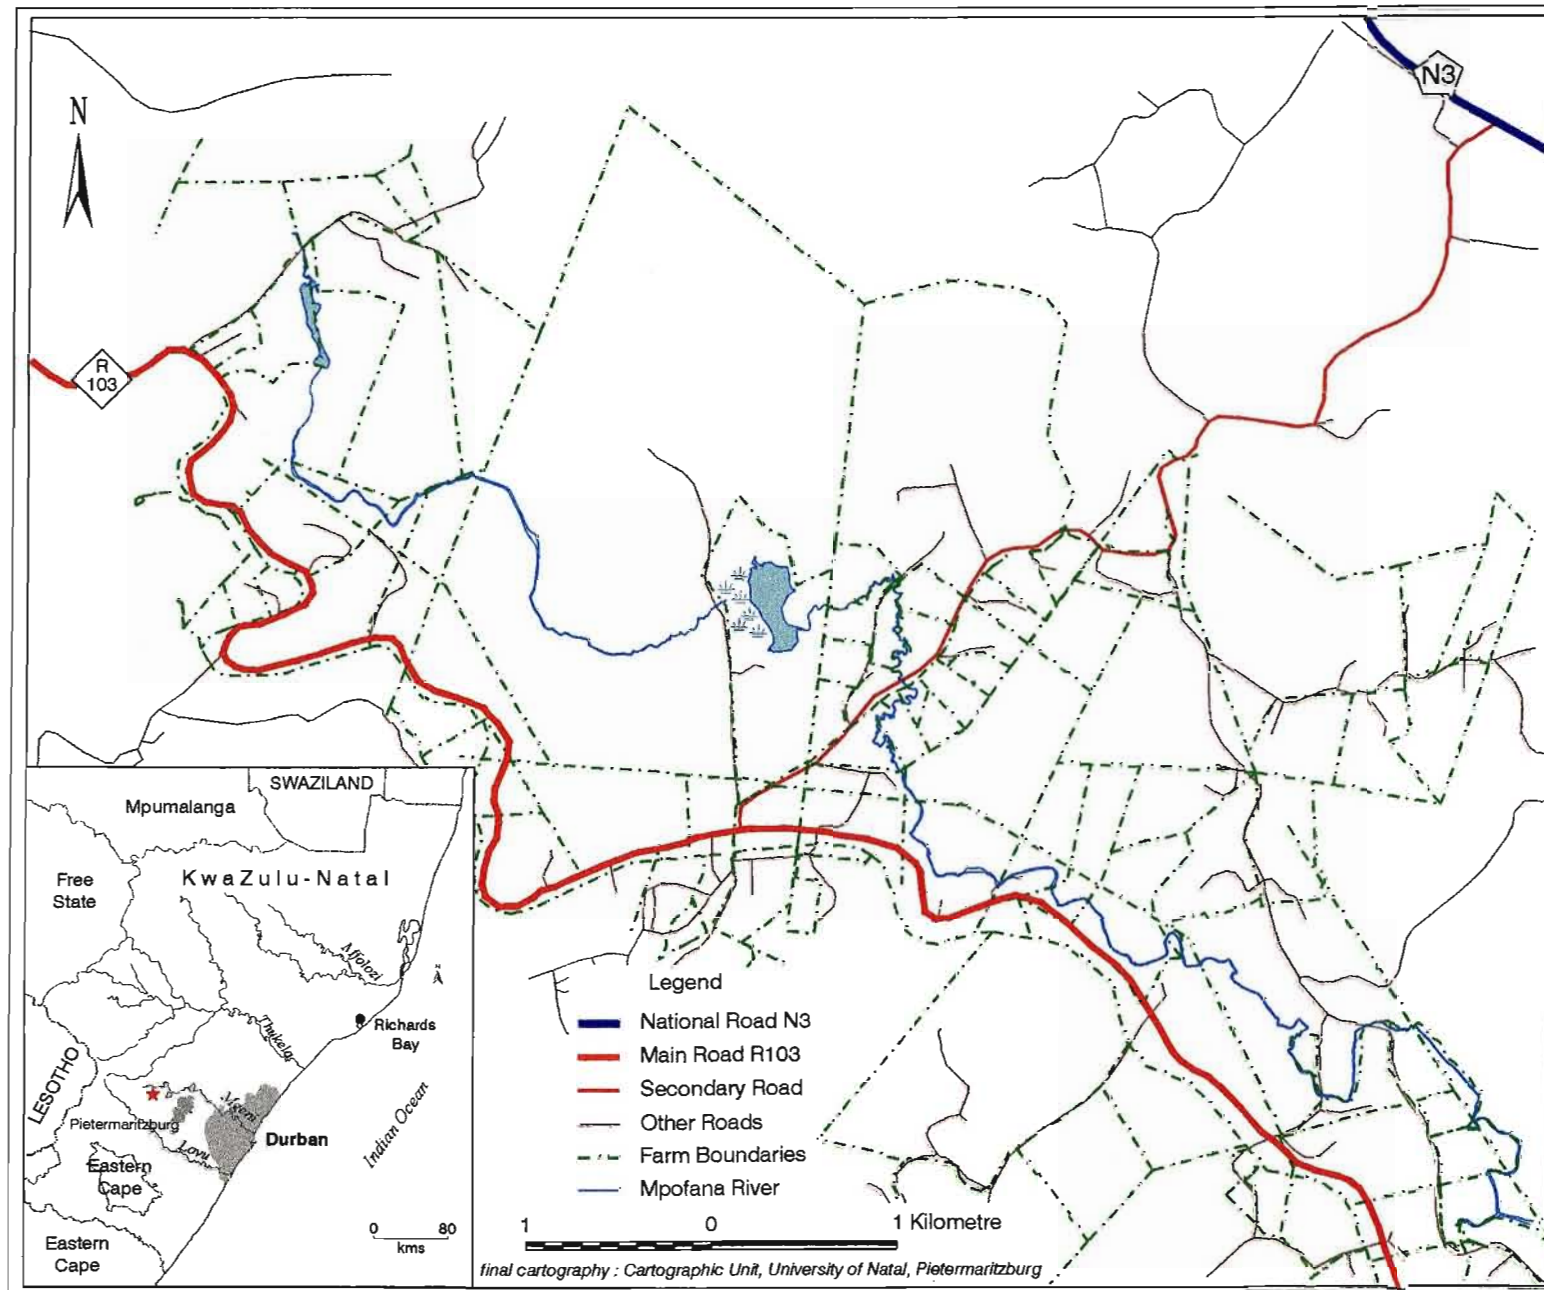 N3
N
R
103
SWAZILAND
Mpumalanga
KwaZulu-Natal
Free
State
Mfolozi
N
Richards
Bay
Thukela
LESOTHO
Mgeni
Pietermaritzburg
Lovu
Durban
Indian Ocean
Eastern
Cape
Eastern
Cape
0 80
kms
Legend
National Road N3
Main Road R103
Secondary Road
Other Roads
Farm Boundaries
Mpofana River
1 0 1 Kilometre
final cartography : Cartographic Unit, University of Natal, Pietermaritzburg